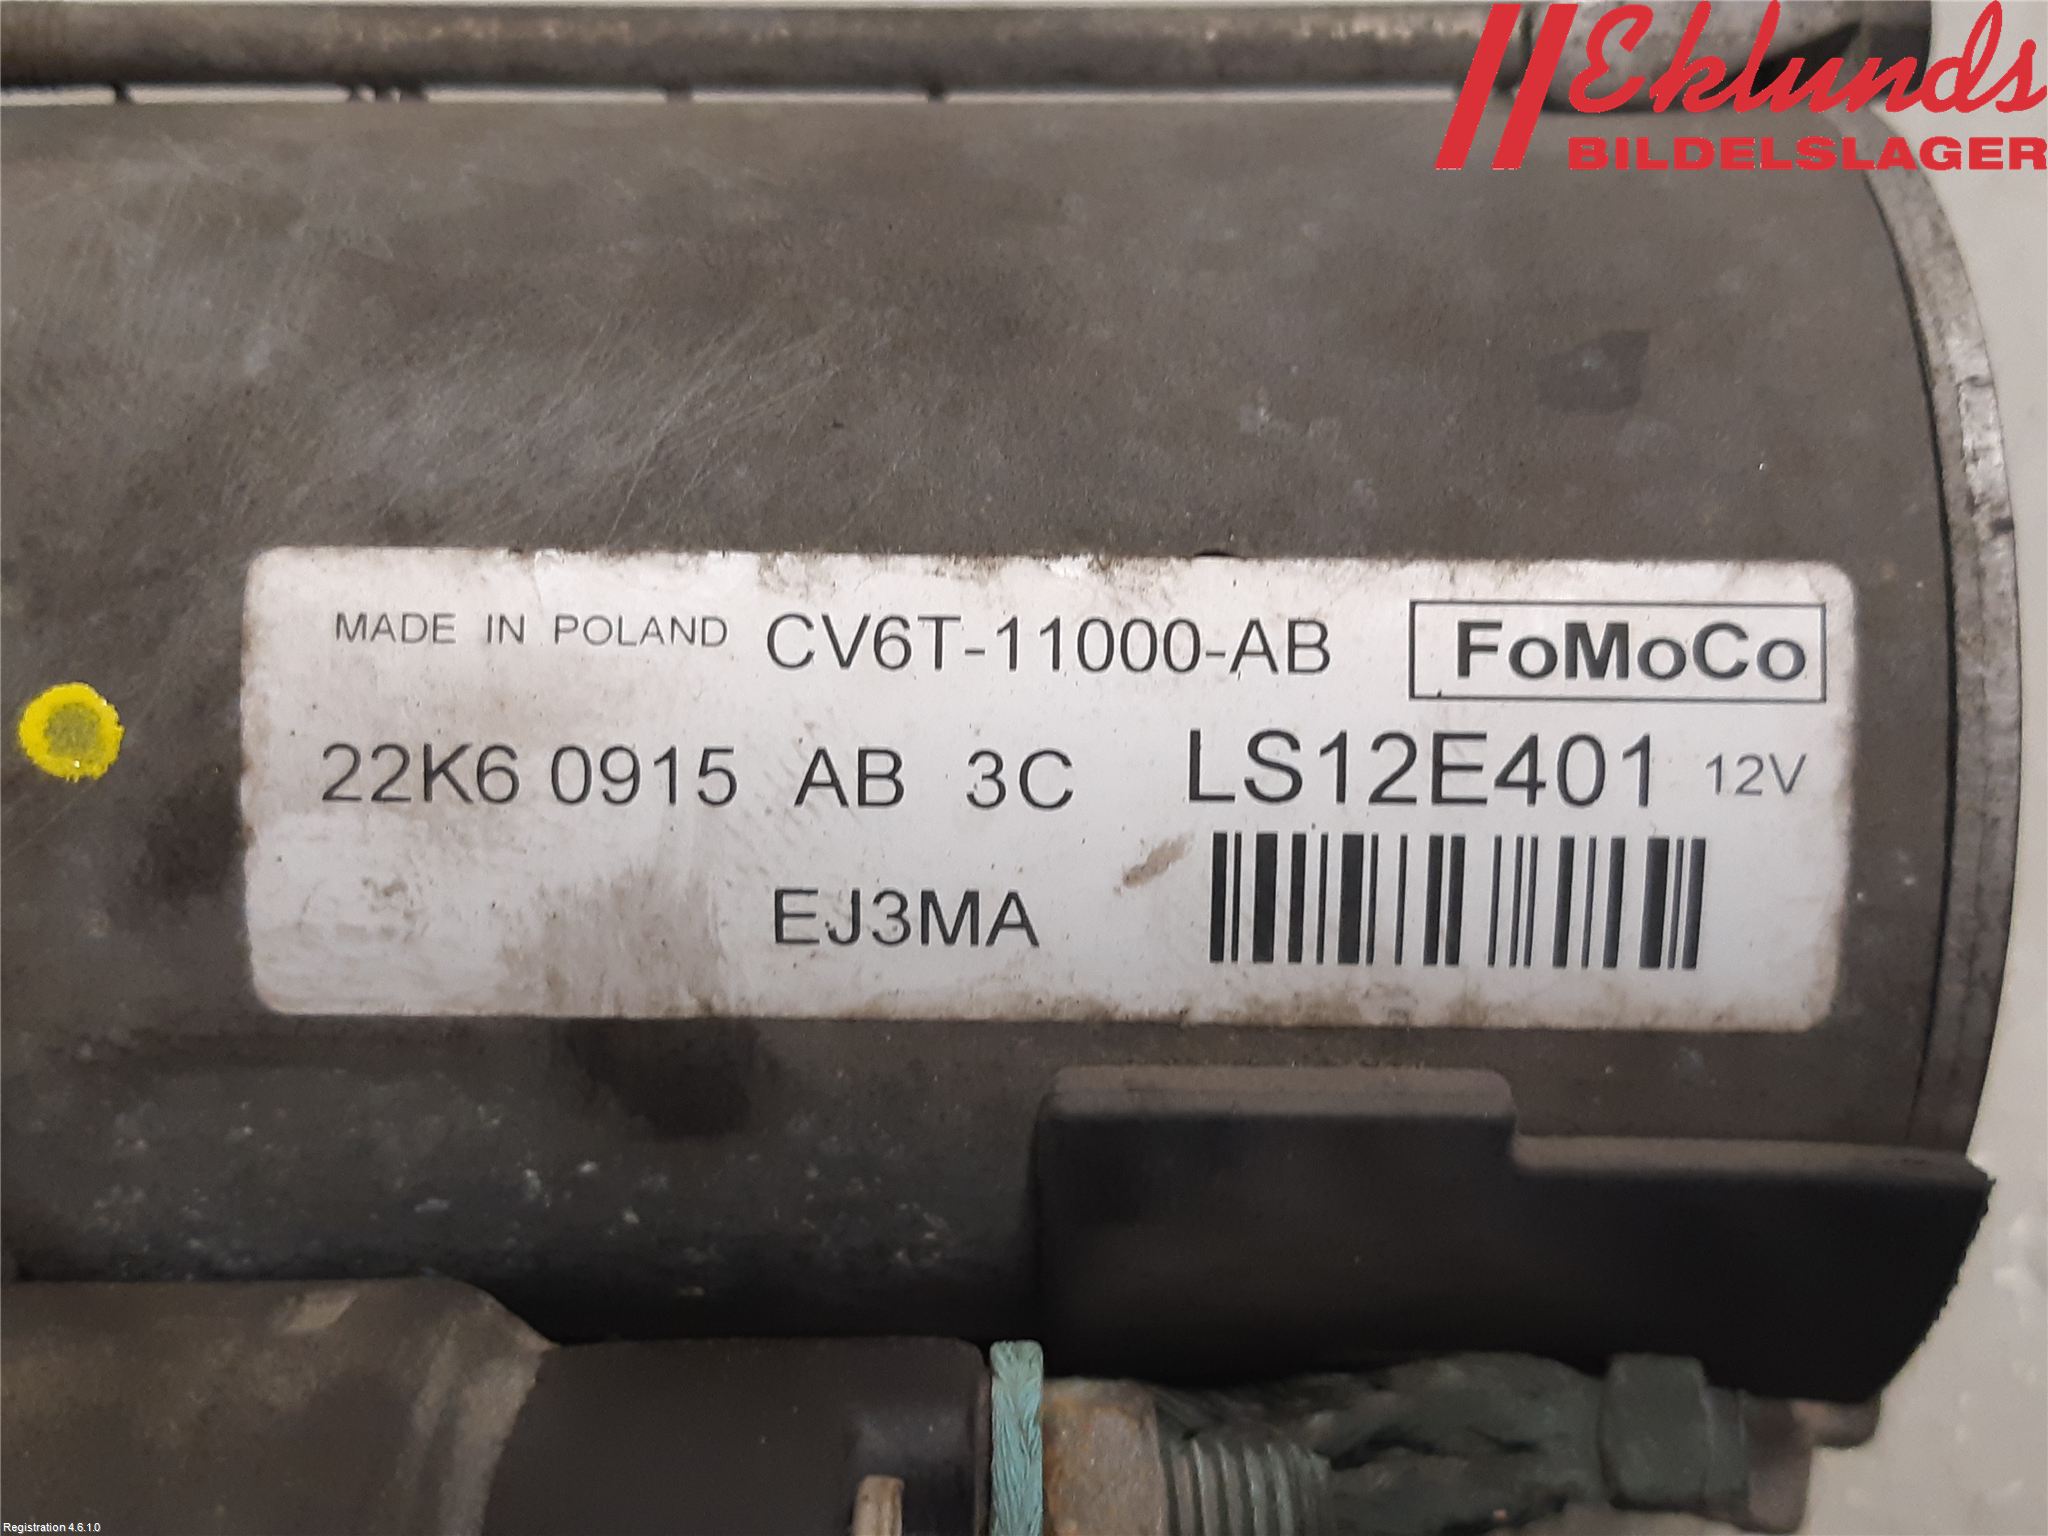 Eklunds
BILDELSLAGER
MADE IN POLAND CV6T-11000-AB FoMoCo
22K6 0915 AB 3C LS12E401 12V
EJ3MA
Registration 4.6.1.0